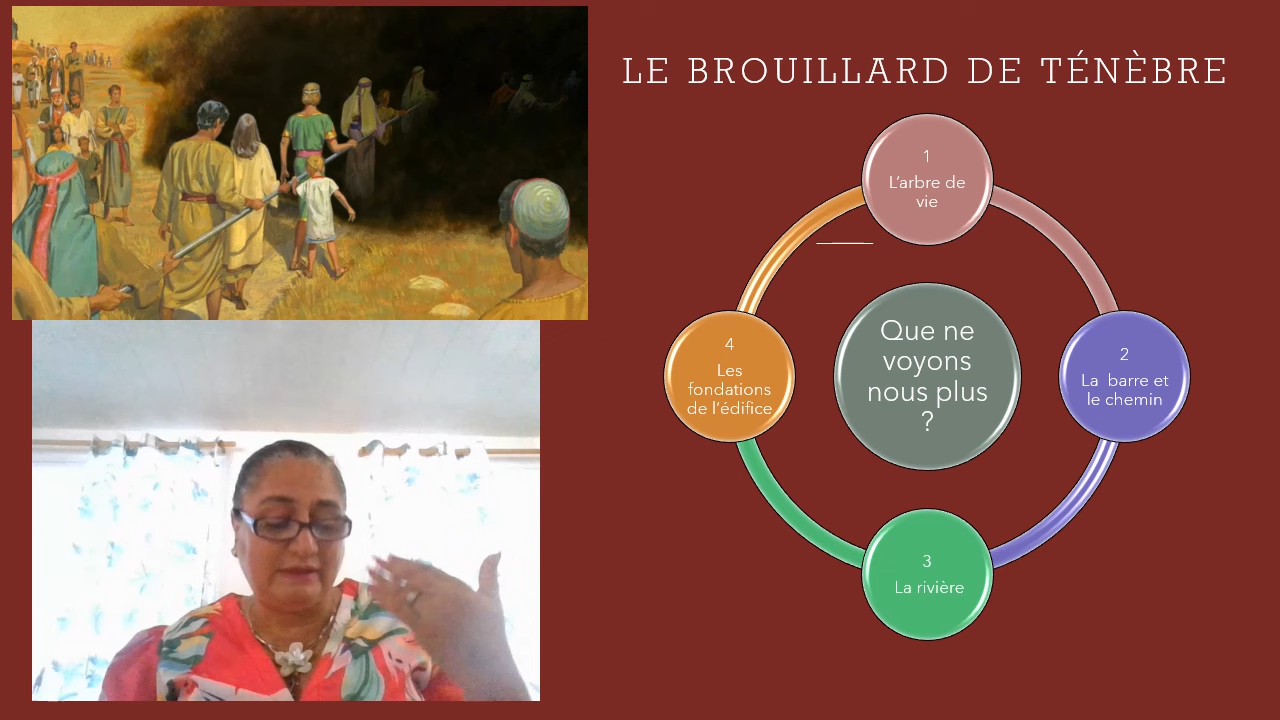 LE BROUILLARD DE TÉNÈBRE
1
L'arbre de
vie
2
La barre et
le chemin
3
La rivière
4
Les
fondations
de l'édifice
Que ne
voyons
nous plus
?